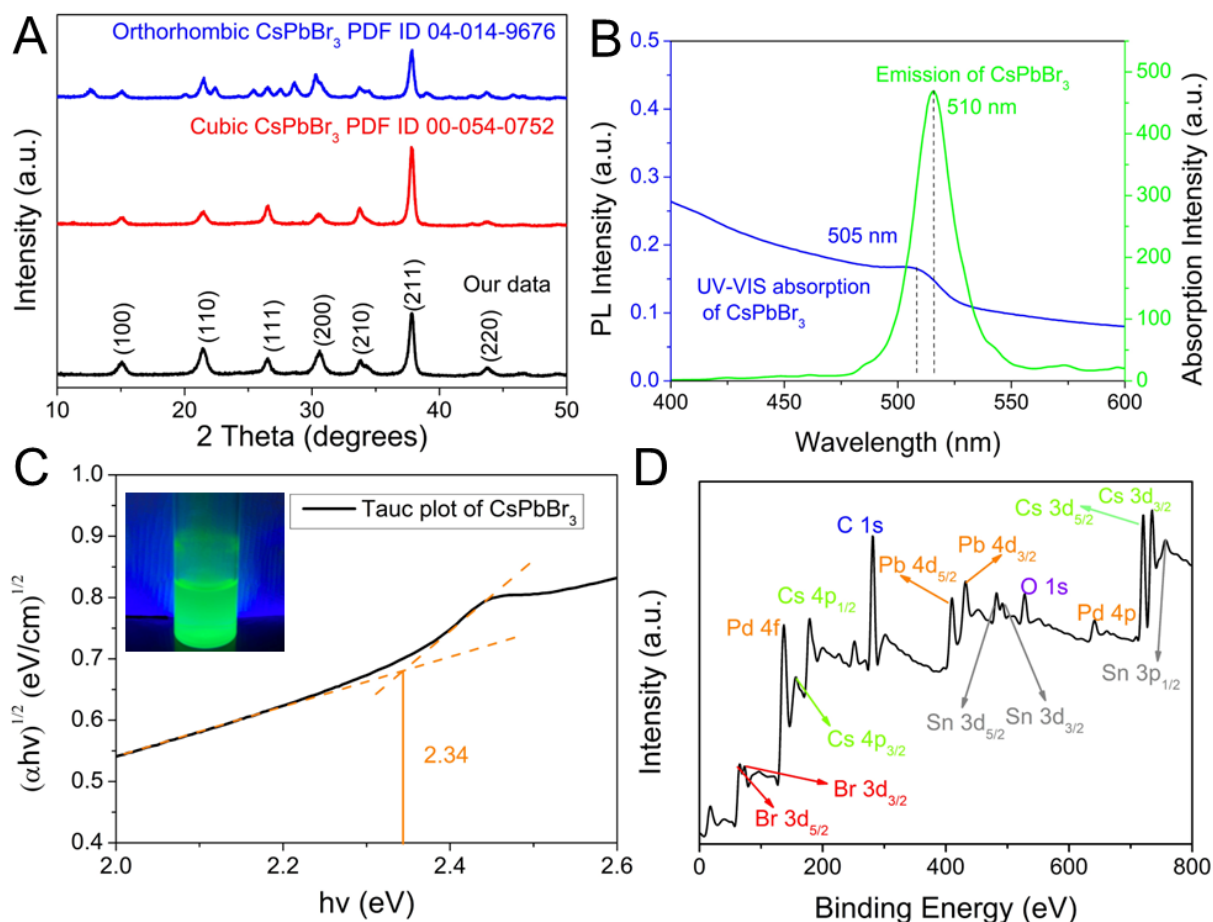 A
Orthorhombic CsPbBr₃ PDF ID 04-014-9676
Cubic CsPbBr₃ PDF ID 00-054-0752
Our data
(100)
(110)
(111)
(200)
(210)
(211)
(220)
Intensity (a.u.)
10 20 30 40 50
2 Theta (degrees)
B
0.5
0.4
0.3
0.2
0.1
0.0
PL Intensity (a.u.)
Emission of CsPbBr₃
510 nm
505 nm
UV-VIS absorption
of CsPbBr₃
450
400
350
300
250
200
150
100
50
0
Absorption Intensity (a.u.)
400 450 500 550 600
Wavelength (nm)
C
1.0
0.9
0.8
0.7
0.6
0.5
0.4
(αhν)^1/2 (eV/cm)^1/2
Tauc plot of CsPbBr₃
2.34
2.0 2.2 2.4 2.6
hν (eV)
D
Intensity (a.u.)
Cs 3d₃/₂
Cs 3d₅/₂
C 1s
Pb 4d₃/₂
Pb 4d₅/₂
O 1s
Cs 4p₁/₂
Pd 4f
Pd 4p
Sn 3p₁/₂
Sn 3d₅/₂
Sn 3d₃/₂
Cs 4p₃/₂
Br 3d₃/₂
Br 3d₅/₂
0 200 400 600 800
Binding Energy (eV)